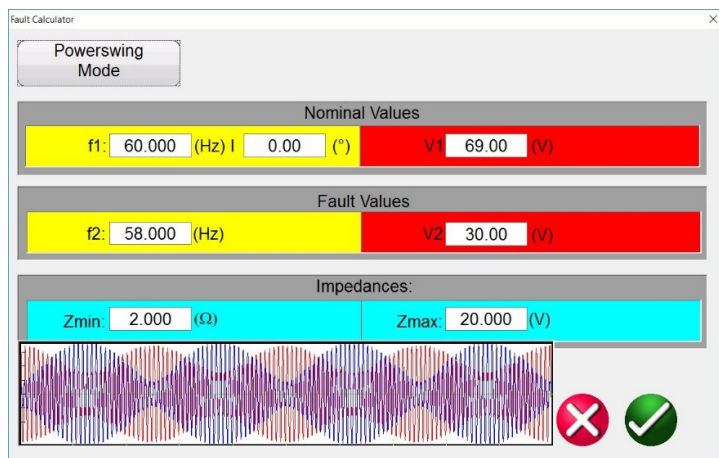 Fault Calculator
Powerswing
Mode
Nominal Values
f1: 60.000 (Hz) I 0.00 (°) V1 69.00 (V)
Fault Values
f2: 58.000 (Hz) V2 30.00 (V)
Impedances:
Zmin: 2.000 (Ω) Zmax: 20.000 (V)